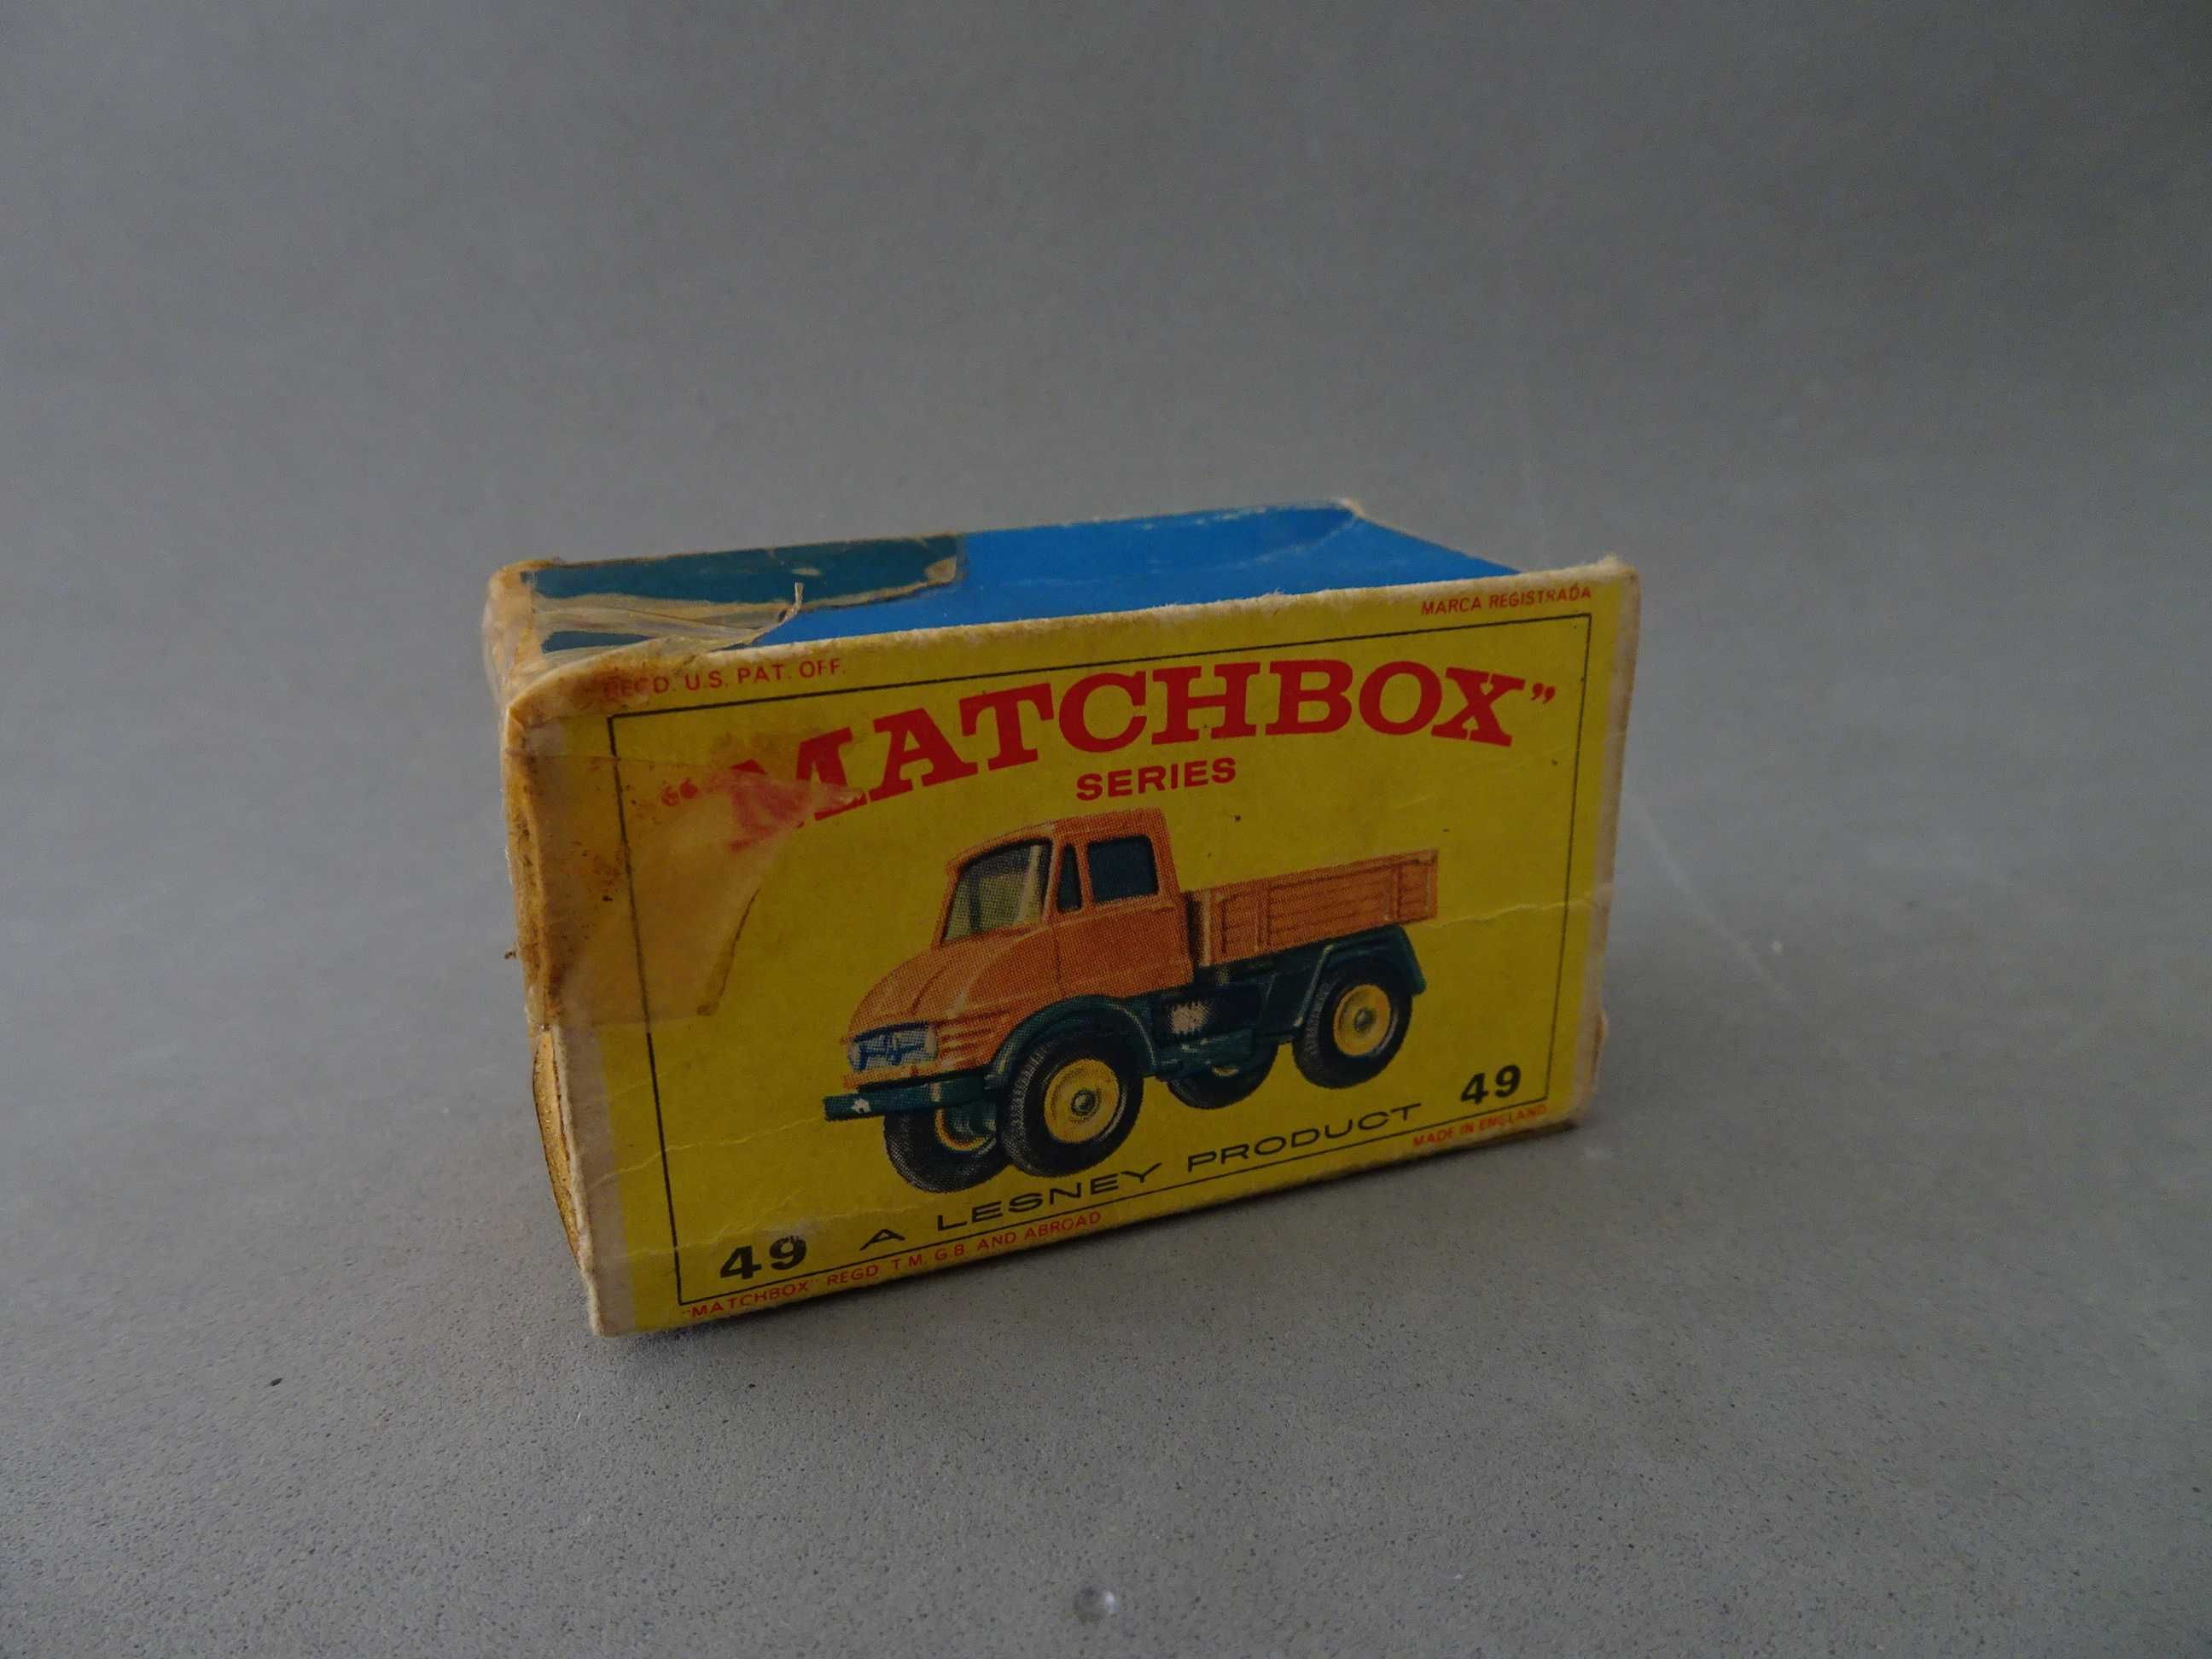 MARCA REGISTRADA
REGD. U.S. PAT. OFF.
"MATCHBOX"
SERIES
49
A LESNEY PRODUCT
49
MADE IN ENGLAND
"MATCHBOX" REGD. T.M. G.B. AND ABROAD